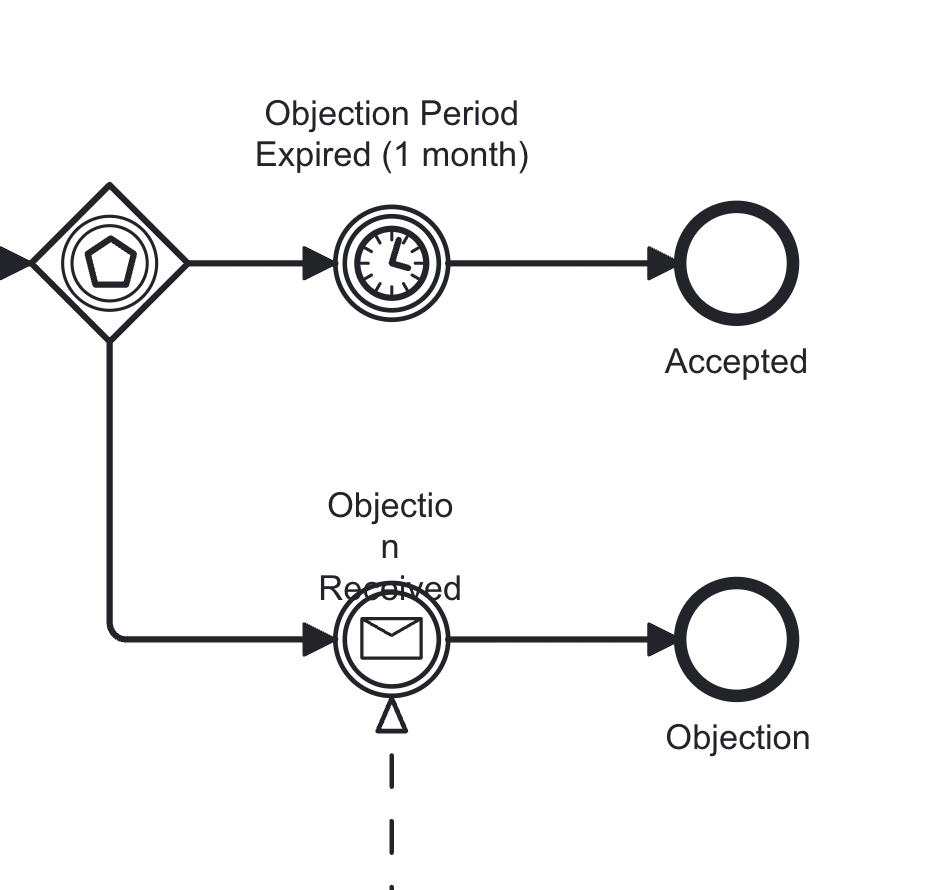 Objection Period
Expired (1 month)
Accepted
Objectio
n
Received
Objection